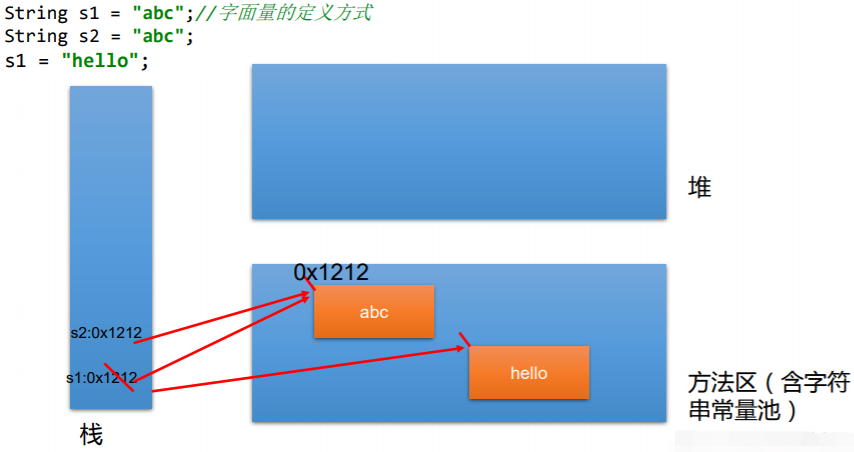 String s1 = "abc";//字面量的定义方式
String s2 = "abc";
s1 = "hello";
堆
0x1212
abc
s2:0x1212
hello
s1:0x1212
方法区（含字符
串常量池）
栈